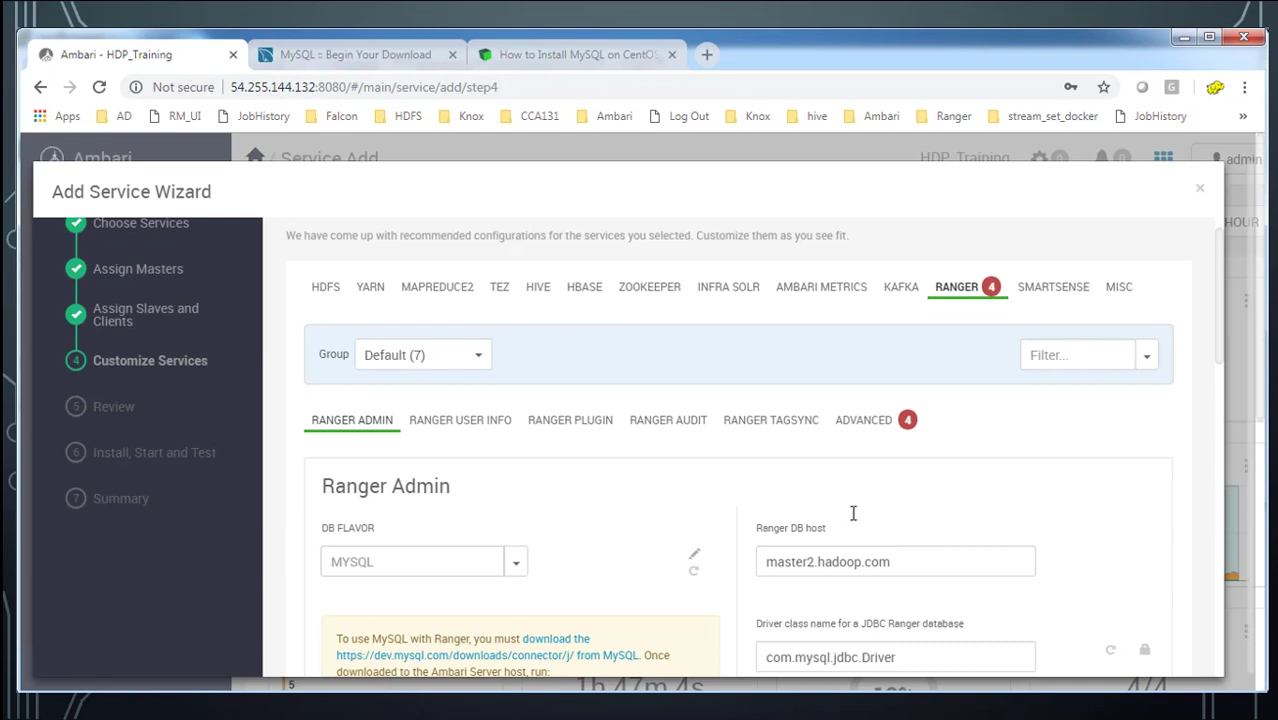 Ambari - HDP_Training
MySQL :: Begin Your Download
How to Install MySQL on CentOS
Not secure
54.255.144.132:8080/#/main/service/add/step4
Apps
AD
RM_UI
JobHistory
Falcon
HDFS
Knox
CCA131
Ambari
Log Out
Knox
hive
Ambari
Ranger
stream_set_docker
JobHistory
»
Ambari
/ Service Add
HDP_Training
0
0
admin
Add Service Wizard
×
HOUR
Choose Services
Assign Masters
Assign Slaves and
Clients
4 Customize Services
5 Review
6 Install, Start and Test
7 Summary
We have come up with recommended configurations for the services you selected. Customize them as you see fit.
HDFS YARN MAPREDUCE2 TEZ HIVE HBASE ZOOKEEPER INFRA SOLR AMBARI METRICS KAFKA RANGER 4 SMARTSENSE MISC
Group
Default (7)
Filter...
RANGER ADMIN RANGER USER INFO RANGER PLUGIN RANGER AUDIT RANGER TAGSYNC ADVANCED 4
Ranger Admin
DB FLAVOR
MYSQL
Ranger DB host
master2.hadoop.com
To use MySQL with Ranger, you must download the
https://dev.mysql.com/downloads/connector/j/ from MySQL. Once
downloaded to the Ambari Server host, run:
Driver class name for a JDBC Ranger database
com.mysql.jdbc.Driver
5
1h 47m 4s
4/4